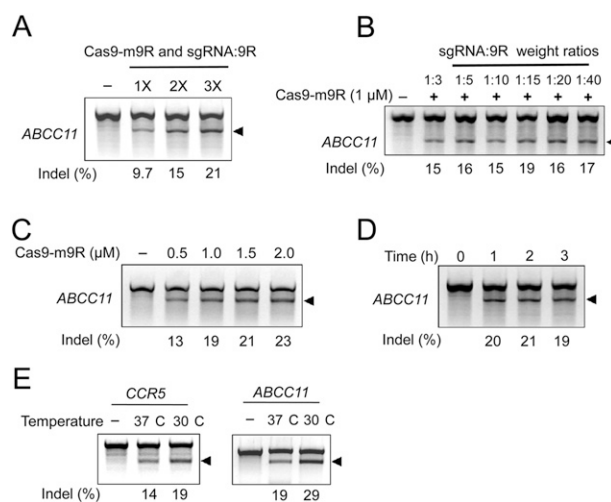 A
Cas9-m9R and sgRNA:9R
– 1X 2X 3X
ABCC11
Indel (%) 9.7 15 21
B
sgRNA:9R weight ratios
1:3 1:5 1:10 1:15 1:20 1:40
Cas9-m9R (1 µM) – + + + + + +
ABCC11
Indel (%) 15 16 15 19 16 17
C
Cas9-m9R (µM) – 0.5 1.0 1.5 2.0
ABCC11
Indel (%) 13 19 21 23
D
Time (h) 0 1 2 3
ABCC11
Indel (%) 20 21 19
E
CCR5 ABCC11
Temperature – 37 C 30 C – 37 C 30 C
Indel (%) 14 19 19 29